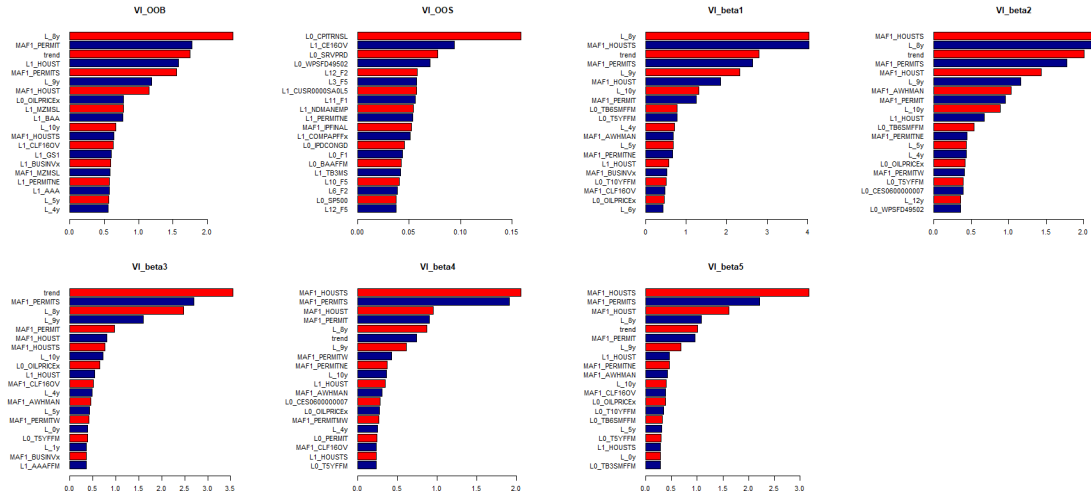 VI_OOB
L_8y
MAF1_PERMIT
trend
L1_HOUST
MAF1_PERMITS
L_9y
MAF1_HOUST
L0_OILPRICEx
L1_MZMSL
L1_BAA
L_10y
MAF1_HOUSTS
L1_CLF16OV
L1_GS1
L1_BUSINVx
MAF1_MZMSL
L1_PERMITNE
L1_AAA
L_5y
L_4y
0.0 0.5 1.0 1.5 2.0
VI_OOS
L0_CPITRNSL
L1_CE16OV
L0_SRVPRD
L0_WPSFD49502
L12_F2
L3_F5
L1_CUSR0000SA0L5
L11_F1
L1_NDMANEMP
L1_PERMITNE
MAF1_IPFINAL
L1_COMPAPFFx
L0_IPDCONGD
L0_F1
L0_BAAFFM
L1_TB3MS
L10_F5
L6_F2
L0_SP500
L12_F5
0.00 0.05 0.10 0.15
VI_beta1
L_8y
MAF1_HOUSTS
trend
MAF1_PERMITS
L_9y
MAF1_HOUST
L_10y
MAF1_PERMIT
L0_TB6SMFFM
L0_T5YFFM
L_4y
MAF1_AWHMAN
L_5y
MAF1_PERMITNE
L1_HOUST
MAF1_BUSINVx
L0_T10YFFM
MAF1_CLF16OV
L0_OILPRICEx
L_6y
0 1 2 3 4
VI_beta2
MAF1_HOUSTS
L_8y
trend
MAF1_PERMITS
MAF1_HOUST
L_9y
MAF1_AWHMAN
MAF1_PERMIT
L_10y
L1_HOUST
L0_TB6SMFFM
MAF1_PERMITNE
L_5y
L_4y
L0_OILPRICEx
MAF1_PERMITW
L0_T5YFFM
L0_CES0600000007
L_12y
L0_WPSFD49502
0.0 0.5 1.0 1.5 2.0
VI_beta3
trend
MAF1_PERMITS
L_8y
L_9y
MAF1_PERMIT
MAF1_HOUST
MAF1_HOUSTS
L_10y
L0_OILPRICEx
L1_HOUST
MAF1_CLF16OV
L_4y
MAF1_AWHMAN
L_5y
MAF1_PERMITW
L_0y
L0_T5YFFM
L_1y
MAF1_BUSINVx
L1_AAAFFM
0.0 0.5 1.0 1.5 2.0 2.5 3.0 3.5
VI_beta4
MAF1_HOUSTS
MAF1_PERMITS
MAF1_HOUST
MAF1_PERMIT
L_8y
trend
L_9y
MAF1_PERMITW
MAF1_PERMITNE
L_10y
L1_HOUST
MAF1_AWHMAN
L0_CES0600000007
L0_OILPRICEx
MAF1_PERMITMW
L_4y
L0_PERMIT
MAF1_CLF16OV
L1_HOUSTS
L0_T5YFFM
0.0 0.5 1.0 1.5 2.0
VI_beta5
MAF1_HOUSTS
MAF1_PERMITS
MAF1_HOUST
L_8y
trend
MAF1_PERMIT
L_9y
L1_HOUST
MAF1_PERMITNE
MAF1_AWHMAN
L_10y
MAF1_CLF16OV
L0_OILPRICEx
L0_T10YFFM
L0_TB6SMFFM
L_5y
L0_T5YFFM
L1_HOUSTS
L_0y
L0_TB3SMFFM
0.0 0.5 1.0 1.5 2.0 2.5 3.0